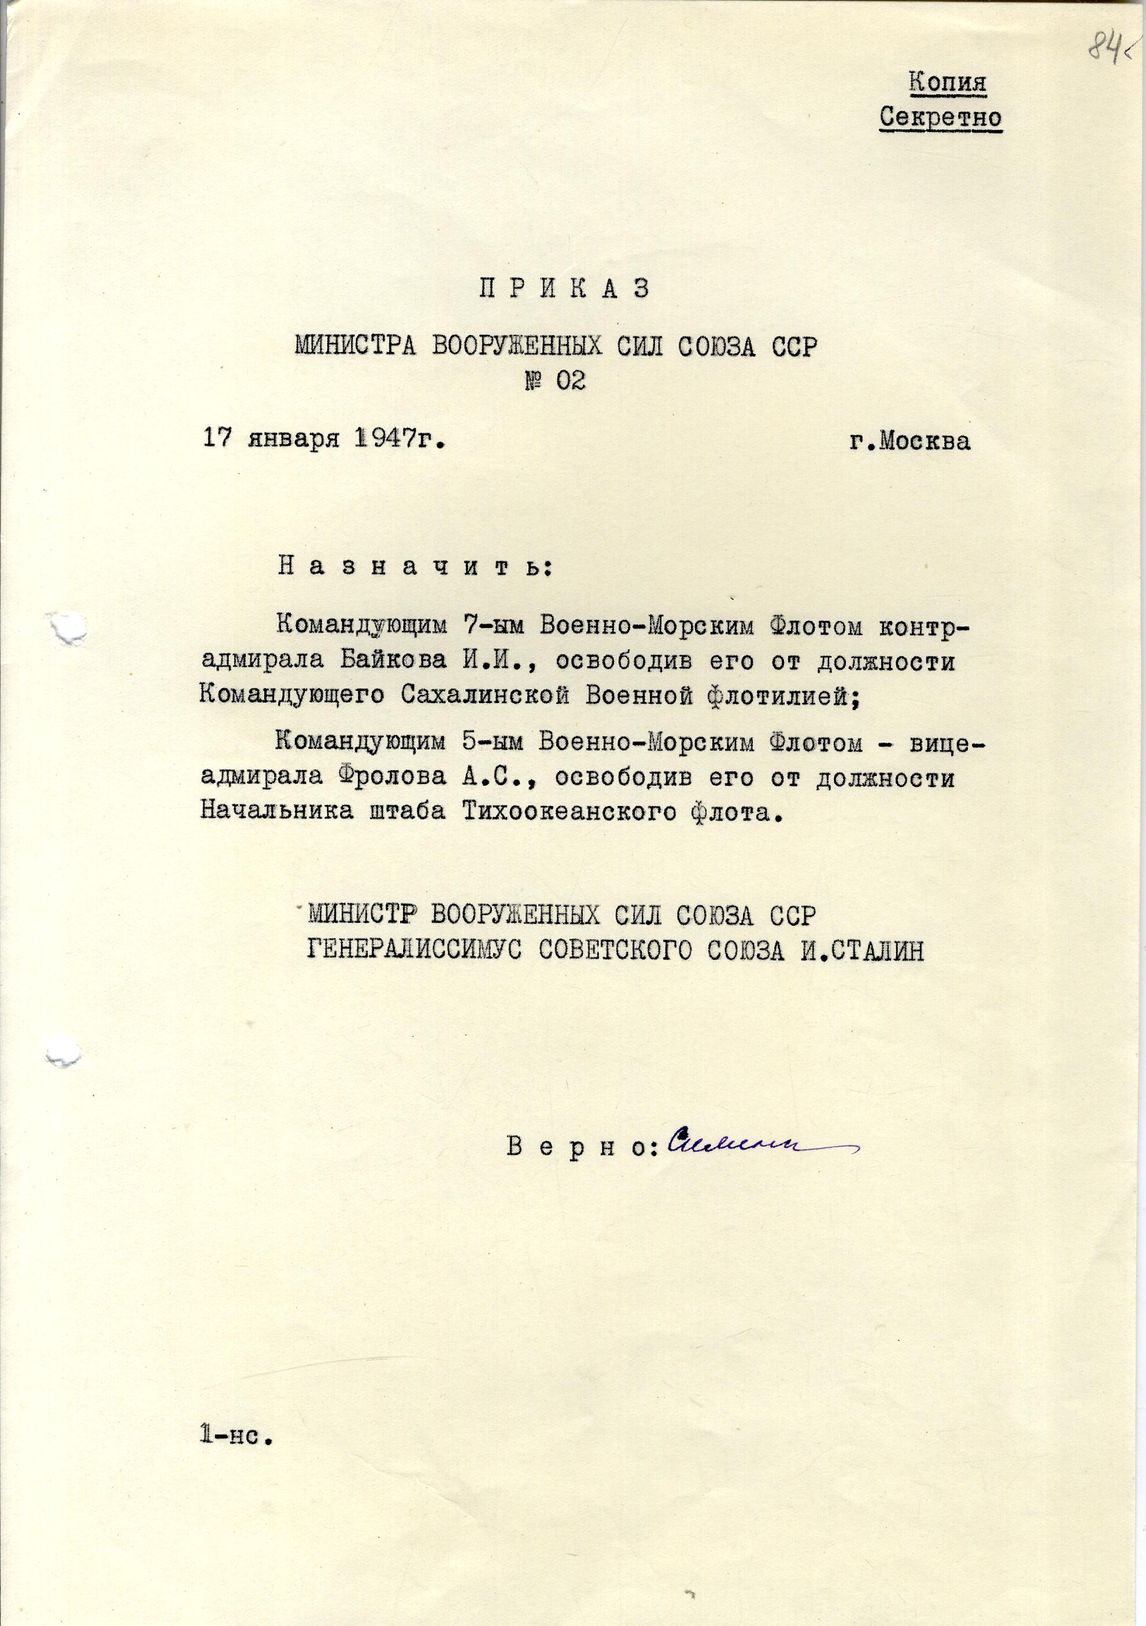 84
Копия
Секретно
П Р И К А З
МИНИСТРА ВООРУЖЕННЫХ СИЛ СОЮЗА ССР
№ 02
17 января 1947г. г.Москва
Н а з н а ч и т ь:
Командующим 7-ым Военно-Морским Флотом контр-
адмирала Байкова И.И., освободив его от должности
Командующего Сахалинской Военной флотилией;
Командующим 5-ым Военно-Морским Флотом - вице-
адмирала Фролова А.С., освободив его от должности
Начальника штаба Тихоокеанского флота.
МИНИСТР ВООРУЖЕННЫХ СИЛ СОЮЗА ССР
ГЕНЕРАЛИССИМУС СОВЕТСКОГО СОЮЗА И.СТАЛИН
В е р н о:
1-нс.